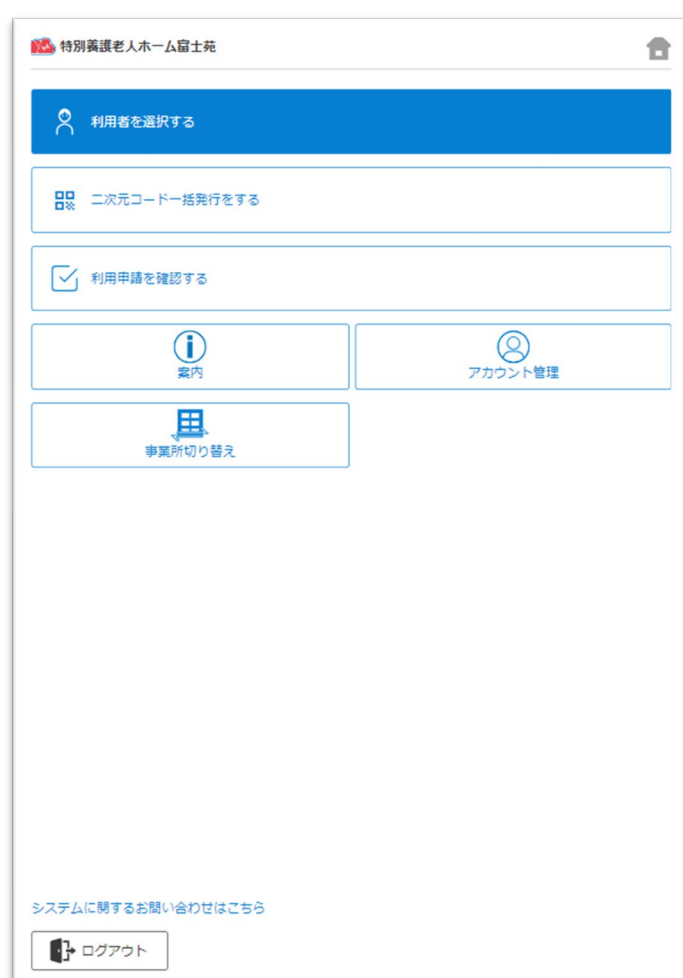 特別養護老人ホーム富士苑
利用者を選択する
二次元コード一括発行をする
利用申請を確認する
案内
アカウント管理
事業所切り替え
システムに関するお問い合わせはこちら
ログアウト